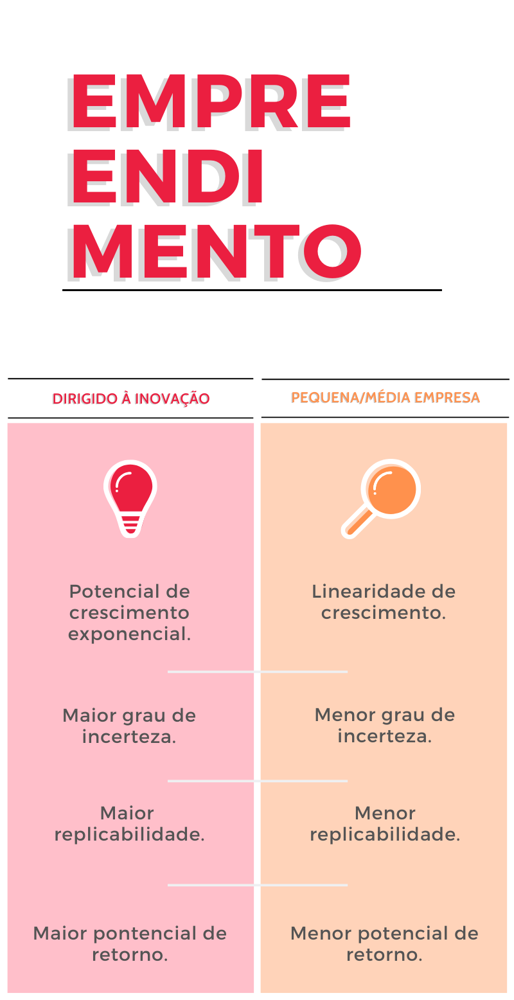 EMPRE
ENDI
MENTO
DIRIGIDO À INOVAÇÃO
Potencial de
crescimento
exponencial.
Maior grau de
incerteza.
Maior
replicabilidade.
Maior pontencial de
retorno.
PEQUENA/MÉDIA EMPRESA
Linearidade de
crescimento.
Menor grau de
incerteza.
Menor
replicabilidade.
Menor potencial de
retorno.